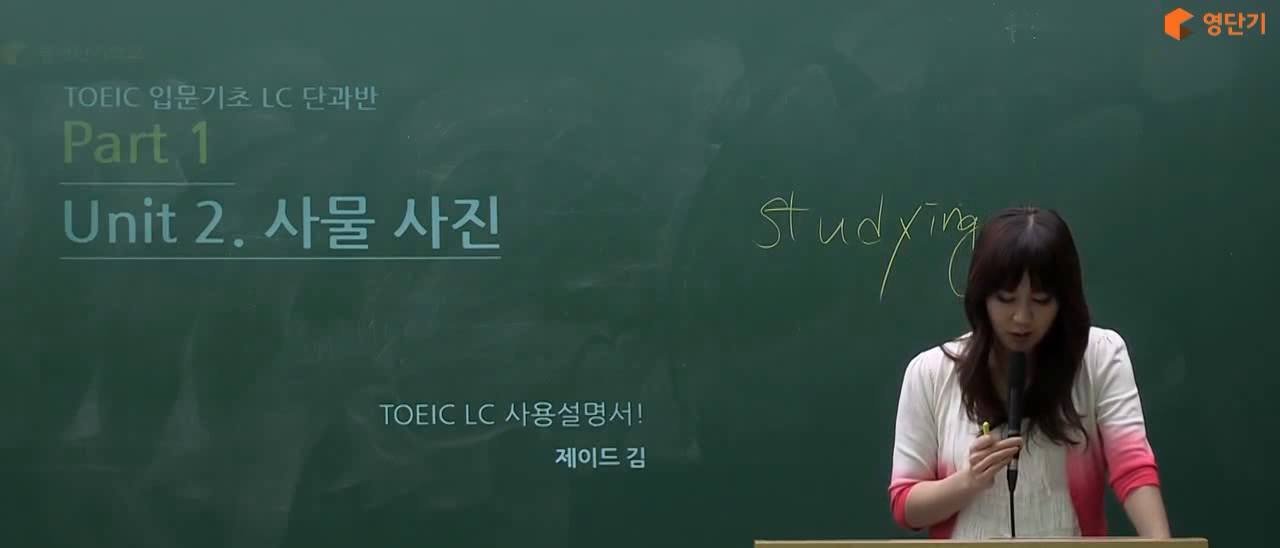 영단기
TOEIC 입문기초 LC 단과반
Part 1
Unit 2. 사물 사진
studying
TOEIC LC 사용설명서!
제이드 김